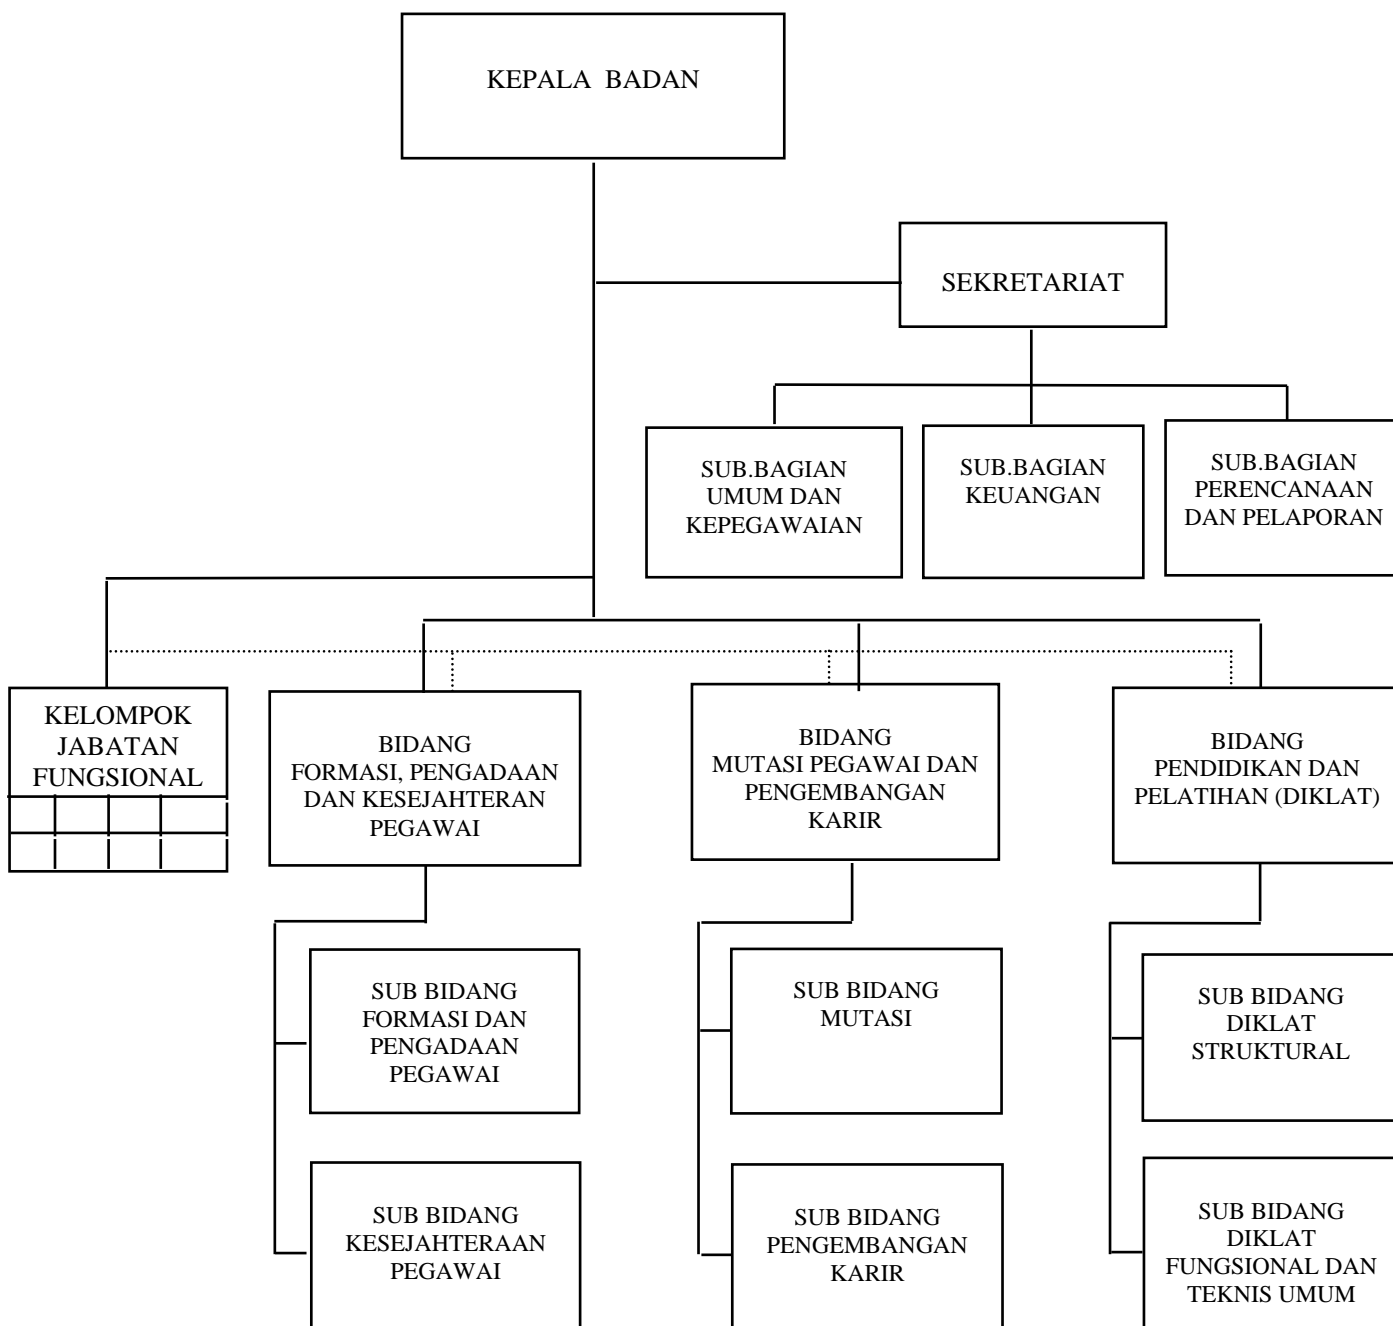 KEPALA BADAN
SEKRETARIAT
SUB.BAGIAN
UMUM DAN
KEPEGAWAIAN
SUB.BAGIAN
KEUANGAN
SUB.BAGIAN
PERENCANAAN
DAN PELAPORAN
KELOMPOK
JABATAN
FUNGSIONAL
BIDANG
FORMASI, PENGADAAN
DAN KESEJAHTERAN
PEGAWAI
BIDANG
MUTASI PEGAWAI DAN
PENGEMBANGAN
KARIR
BIDANG
PENDIDIKAN DAN
PELATIHAN (DIKLAT)
SUB BIDANG
FORMASI DAN
PENGADAAN
PEGAWAI
SUB BIDANG
MUTASI
SUB BIDANG
DIKLAT
STRUKTURAL
SUB BIDANG
KESEJAHTERAAN
PEGAWAI
SUB BIDANG
PENGEMBANGAN
KARIR
SUB BIDANG
DIKLAT
FUNGSIONAL DAN
TEKNIS UMUM